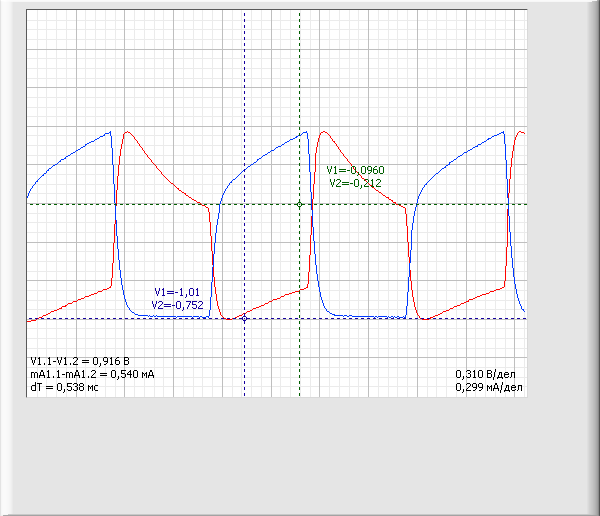 V1=-0,0960
V2=-0,212
V1=-1,01
V2=-0,752
V1.1-V1.2 = 0,916 В
mA1.1-mA1.2 = 0,540 мА
dT = 0,538 мс
0,310 В/дел
0,299 мА/дел